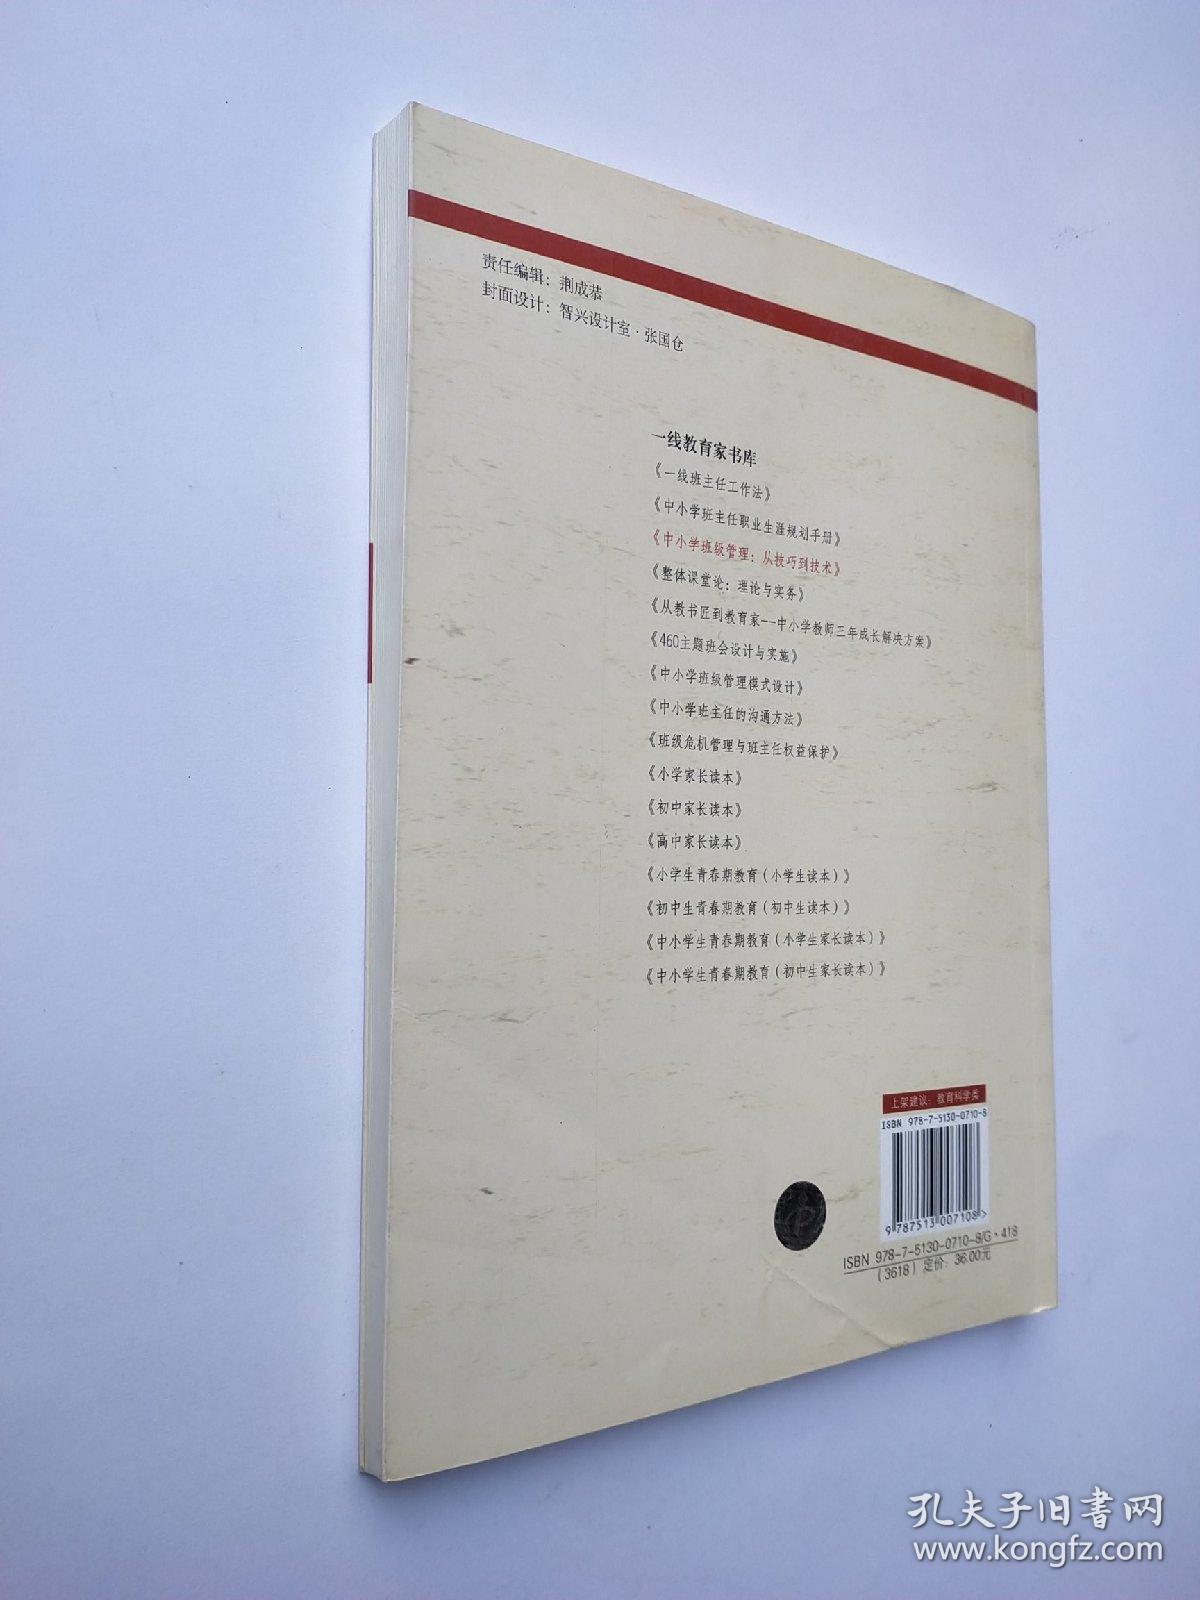 责任编辑：荆成恭
封面设计：智兴设计室·张国仓
一线教育家书库
《一线班主任工作法》
《中小学班主任职业生涯规划手册》
《中小学班级管理：从技巧到技术》
《整体课堂论：理论与实务》
《从教书匠到教育家--中小学教师三年成长解决方案》
《460主题班会设计与实施》
《中小学班级管理模式设计》
《中小学班主任的沟通方法》
《班级危机管理与班主任权益保护》
《小学家长读本》
《初中家长读本》
《高中家长读本》
《小学生青春期教育（小学生读本）》
《初中生青春期教育（初中生读本）》
《中小学生青春期教育（小学生家长读本）》
《中小学生青春期教育（初中生家长读本）》
上架建议：教育科学类
ISBN 978-7-5130-0710-8
9 787513 007108>
ISBN 978-7-5130-0710-8/G·418
（3618）定价：36.00元
孔夫子旧书网
www.kongfz.com